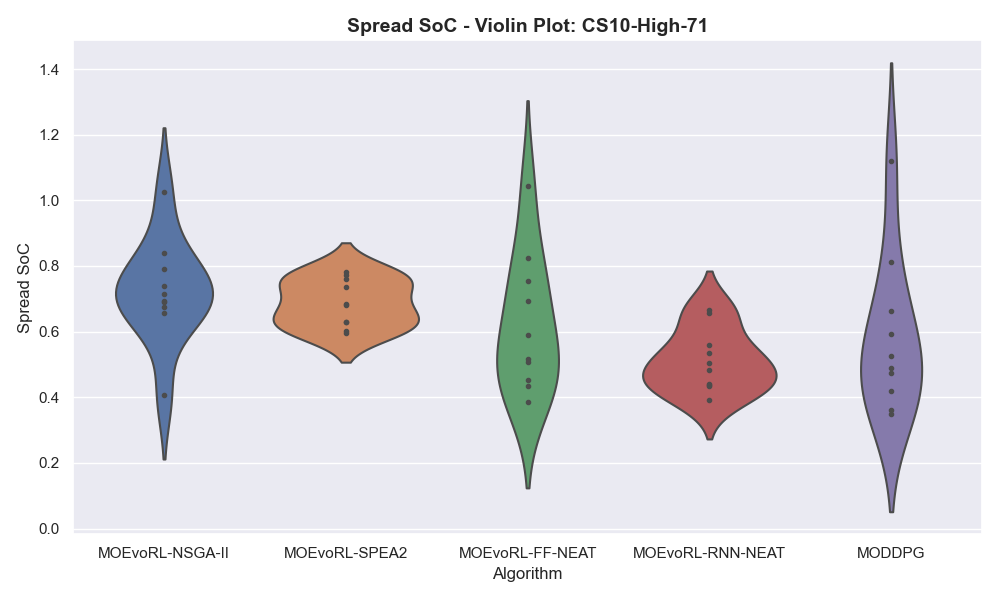 Spread SoC - Violin Plot: CS10-High-71
Spread SoC
1.4
1.2
1.0
0.8
0.6
0.4
0.2
0.0
MOEvoRL-NSGA-II MOEvoRL-SPEA2 MOEvoRL-FF-NEAT MOEvoRL-RNN-NEAT MODDPG
Algorithm